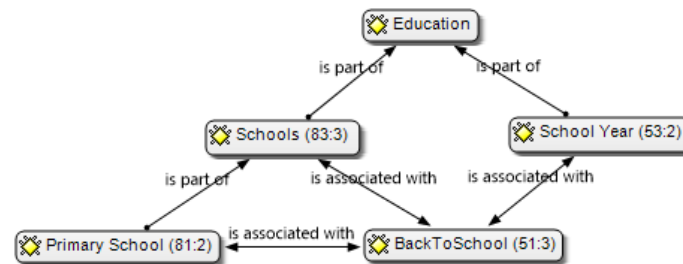 Education
is part of
is part of
Schools (83:3)
School Year (53:2)
is part of
is associated with
is associated with
Primary School (81:2)
is associated with
BackToSchool (51:3)